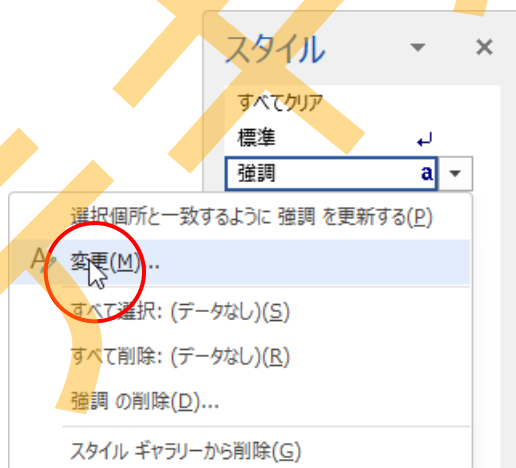 スタイル
すべてクリア
標準
強調 a
選択個所と一致するように 強調 を更新する(P)
変更(M)...
すべて選択: (データなし)(S)
すべて削除: (データなし)(R)
強調 の削除(D)...
スタイル ギャラリーから削除(G)